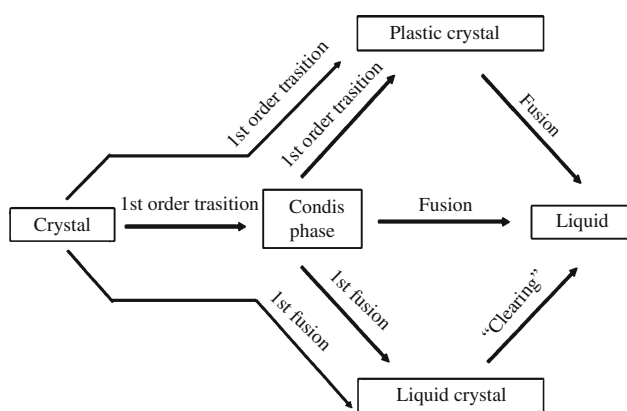 Plastic crystal
1st order trasition
1st order trasition
Fusion
Crystal
1st order trasition
Condis
phase
Fusion
Liquid
1st fusion
1st fusion
“Clearing”
Liquid crystal